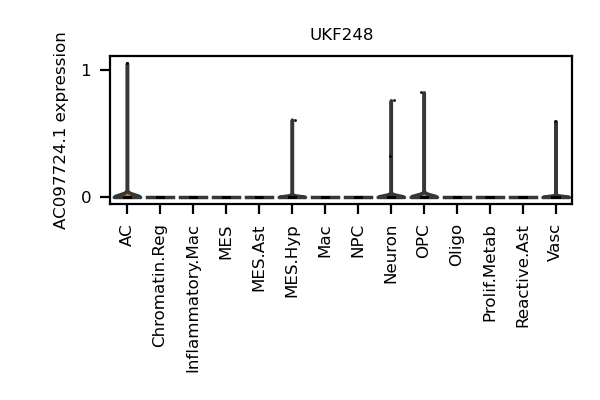 UKF248
AC097724.1 expression
1
0
AC
Chromatin.Reg
Inflammatory.Mac
MES
MES.Ast
MES.Hyp
Mac
NPC
Neuron
OPC
Oligo
Prolif.Metab
Reactive.Ast
Vasc